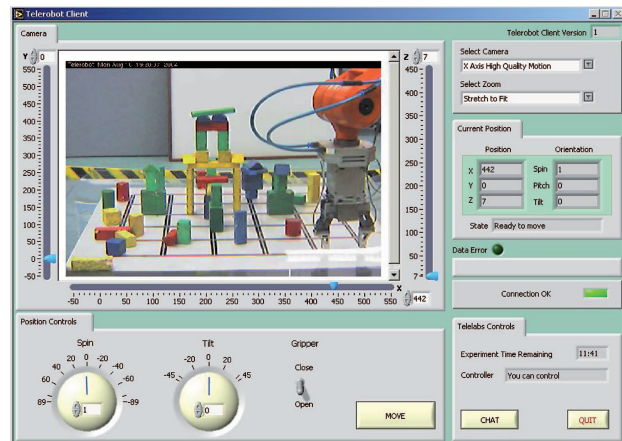 Telerobot Client
Camera
Telerobot Client Version 1
Y 0
Z 7
Telerobot Mon Aug 2004
550
500
450
400
350
300
250
200
150
100
50
0
-50
450
400
350
300
250
200
150
100
50
7
X
-50 0 50 100 150 200 250 300 350 400 450 500 550
442
Select Camera
X Axis High Quality Motion
Select Zoom
Stretch to Fit
Current Position
Position Orientation
X 442 Spin 1
Y 0 Pitch 0
Z 7 Tilt 0
State Ready to move
Data Error
Connection OK
Position Controls
Spin
40 20 0 -20 -40
60 -60
89 -89
1
Tilt
-20 0 20
-45 45
0
Gripper
Close
Open
MOVE
Telelabs Controls
Experiment Time Remaining 11:41
Controller You can control
CHAT QUIT